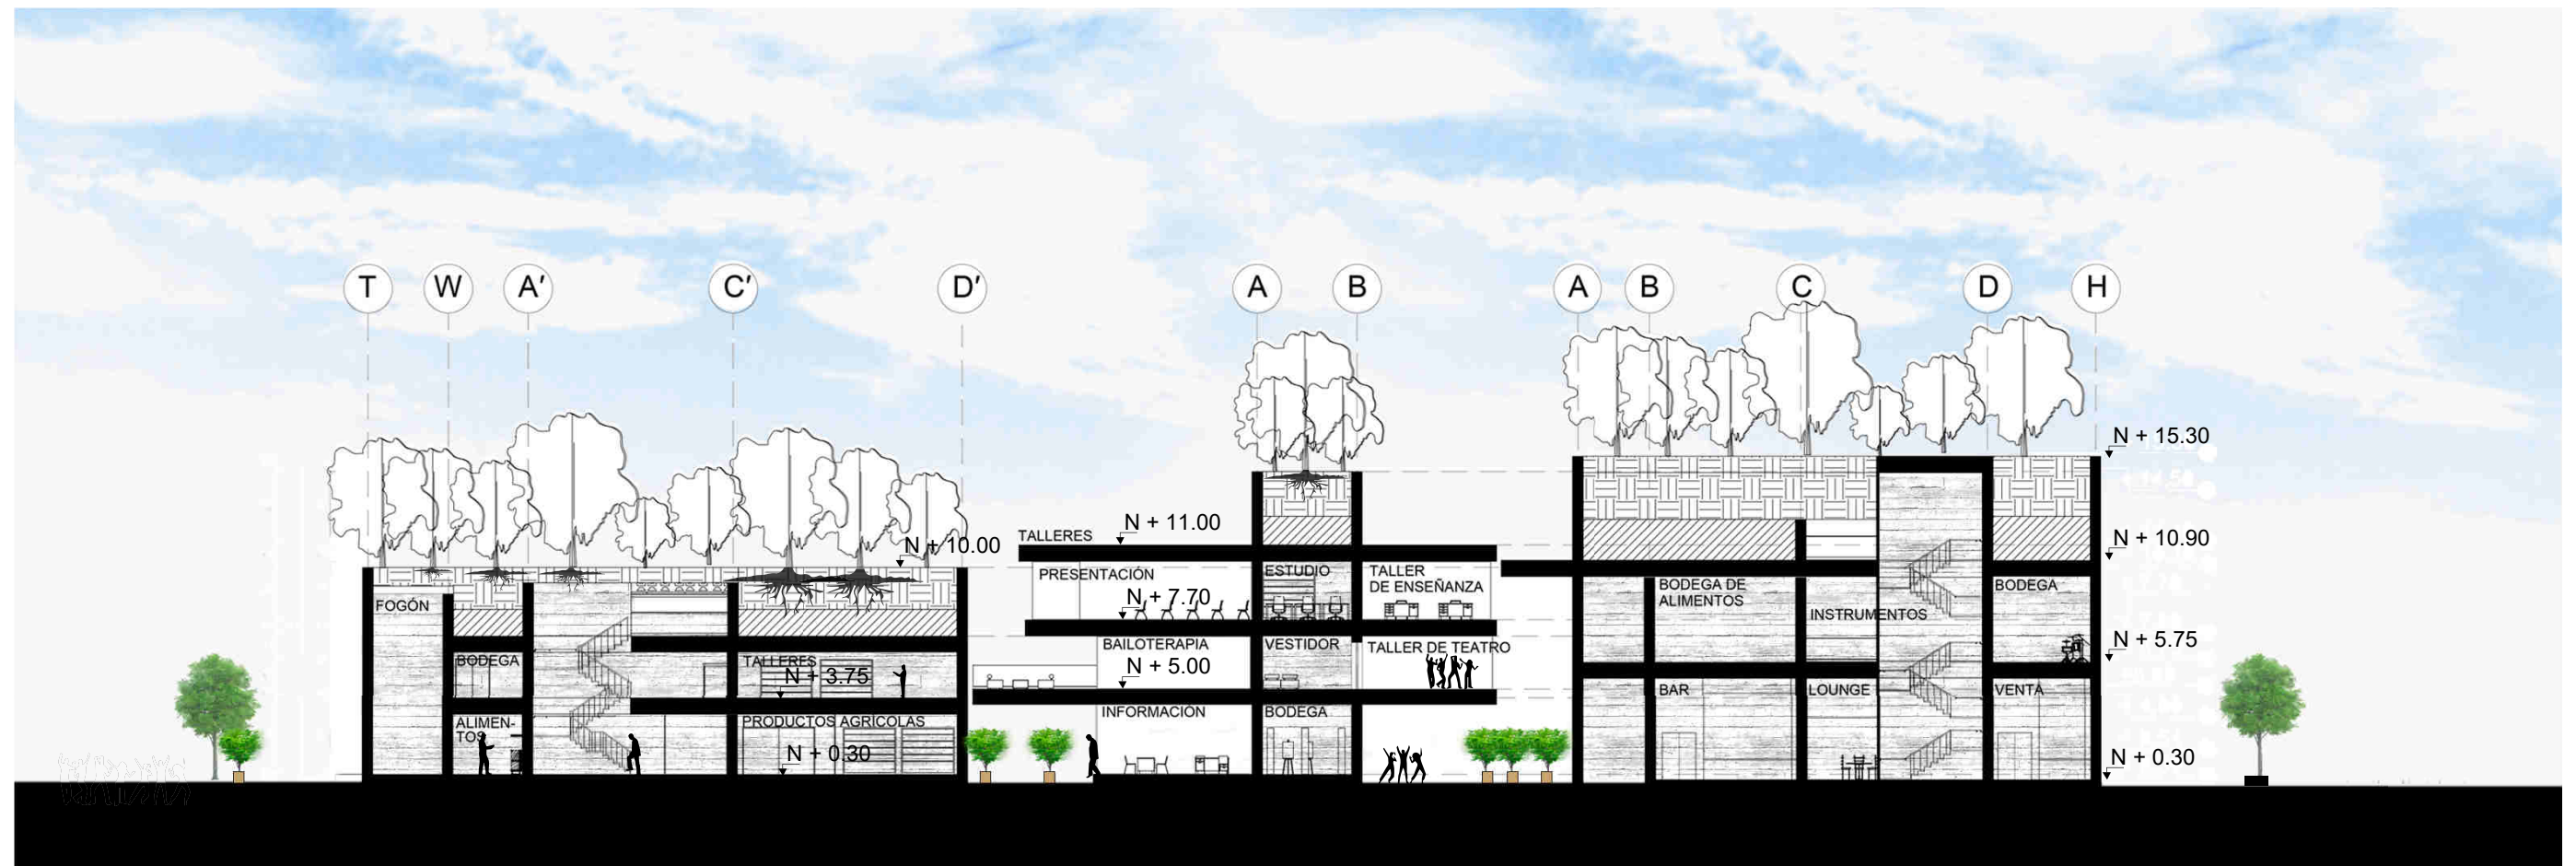 T W A' C' D' A B A B C D H
N + 15.30
N + 11.00
TALLERES
N + 10.00
N + 10.90
PRESENTACIÓN
ESTUDIO
TALLER
DE ENSEÑANZA
N + 7.70
BODEGA DE
ALIMENTOS
INSTRUMENTOS
BODEGA
FOGÓN
BAILOTERAPIA
VESTIDOR
TALLER DE TEATRO
N + 5.00
N + 5.75
BODEGA
TALLERES
N + 3.75
BAR
LOUNGE
VENTA
INFORMACIÓN
BODEGA
ALIMEN-
TOS
PRODUCTOS AGRÍCOLAS
N + 0.30
N + 0.30